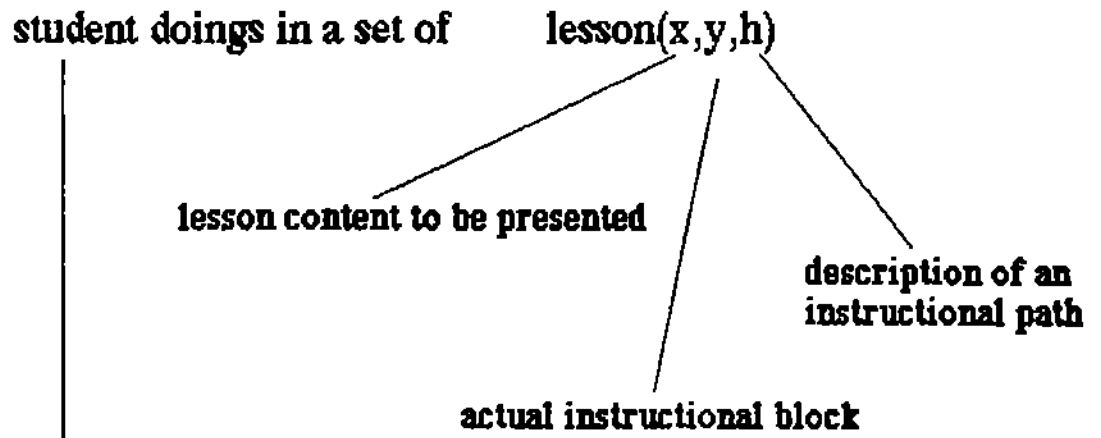 student doings in a set of lesson(x,y,h)
lesson content to be presented
description of an
instructional path
actual instructional block